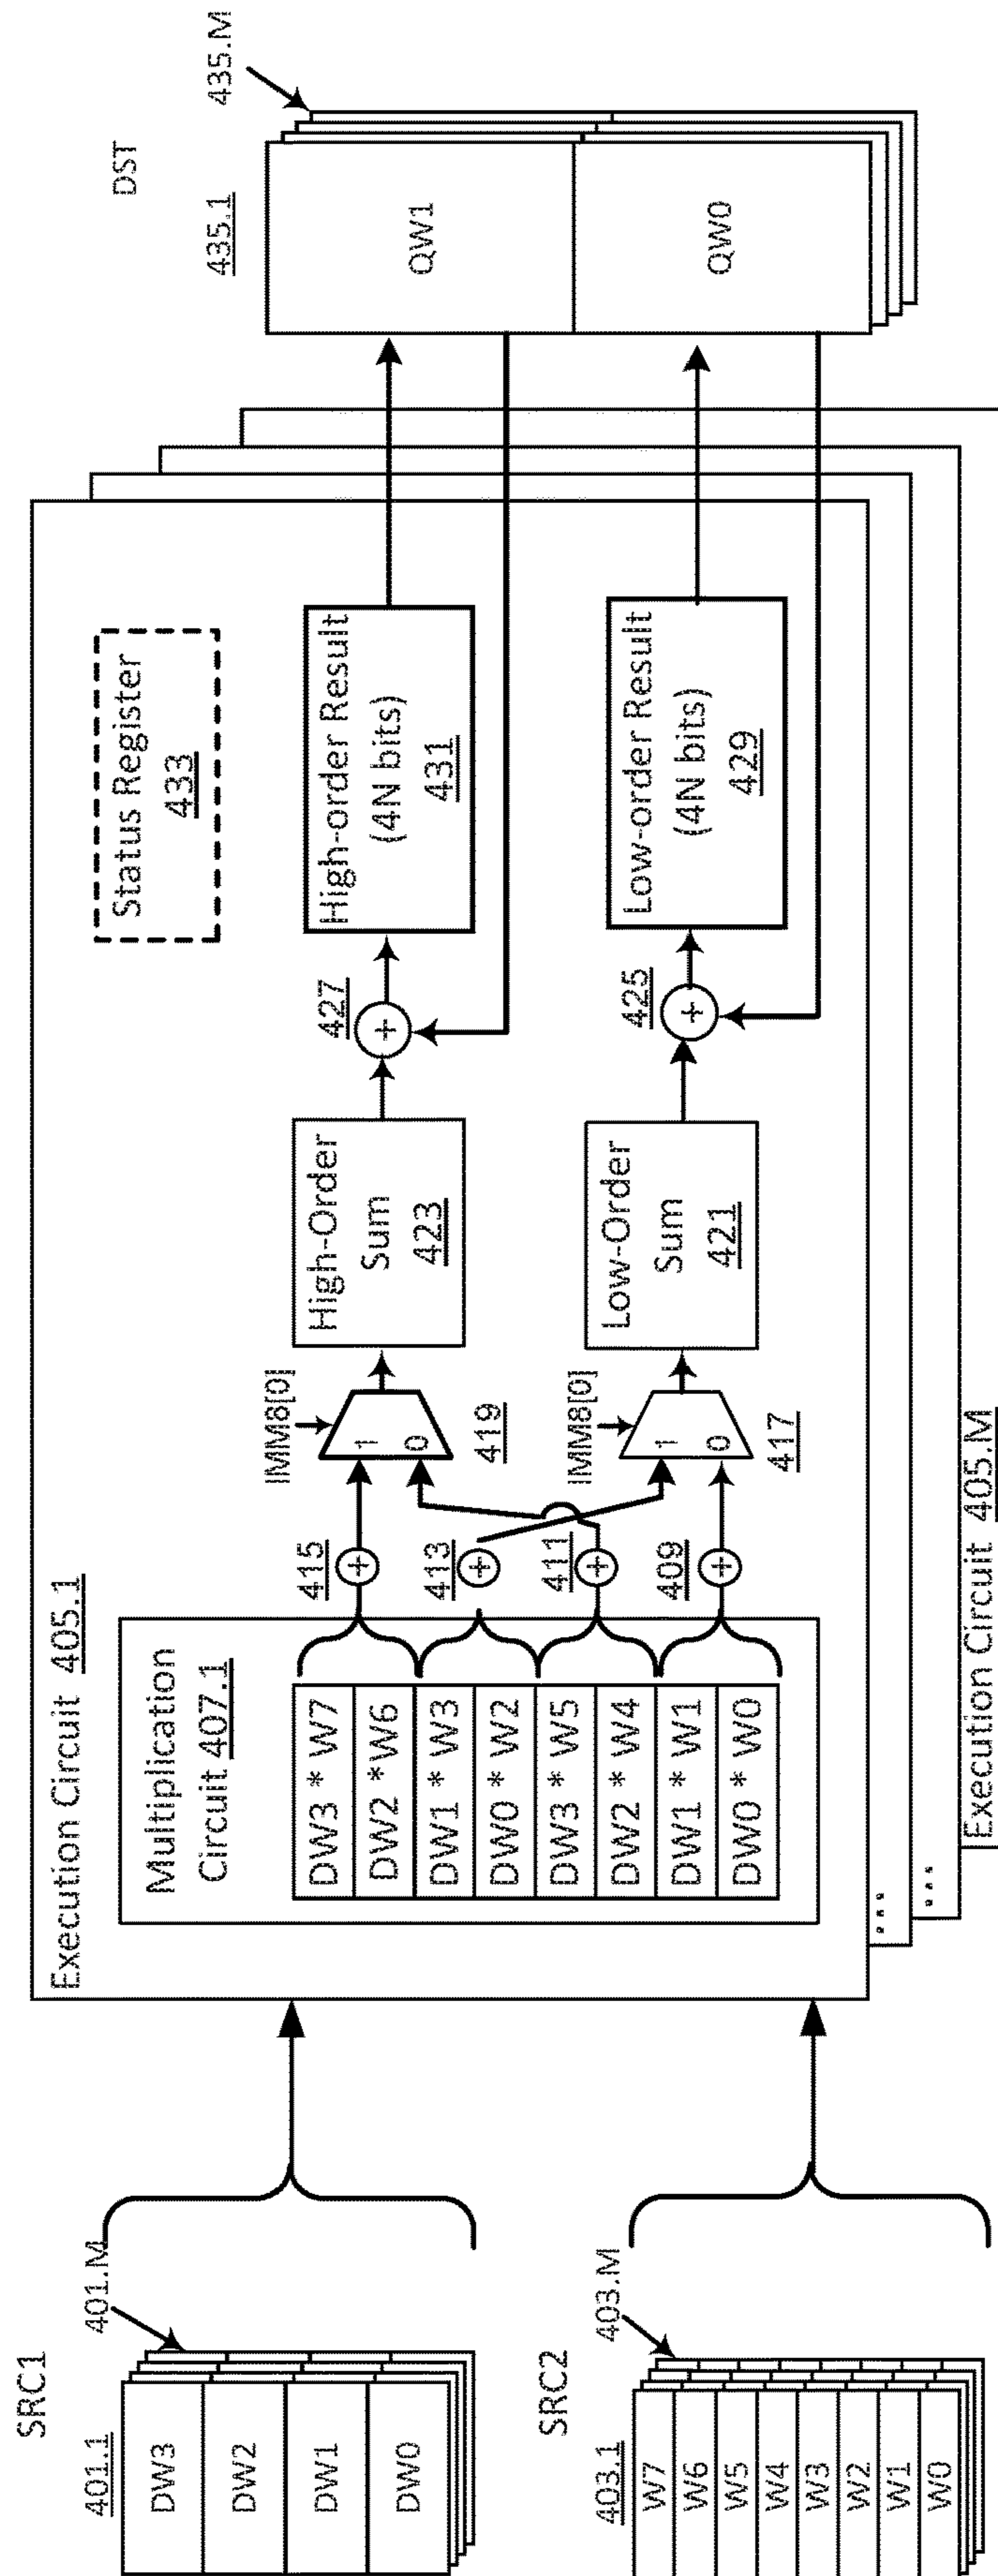 SRC1
401.1
401.M
DW3
DW2
DW1
DW0
SRC2
403.1
403.M
W7
W6
W5
W4
W3
W2
W1
W0
Execution Circuit 405.1
Multiplication
Circuit 407.1
DW3 * W7
DW2 *W6
DW1 * W3
DW0 * W2
DW3 * W5
DW2 * W4
DW1 * W1
DW0 * W0
415
+
413
+
411
+
409
+
IMM8[0]
1
0
419
IMM8[0]
1
0
417
High-Order
Sum
423
Low-Order
Sum
421
427
+
425
+
Status Register
433
High-order Result
(4N bits)
431
Low-order Result
(4N bits)
429
...
...
Execution Circuit 405.M
DST
435.1
435.M
QW1
QW0